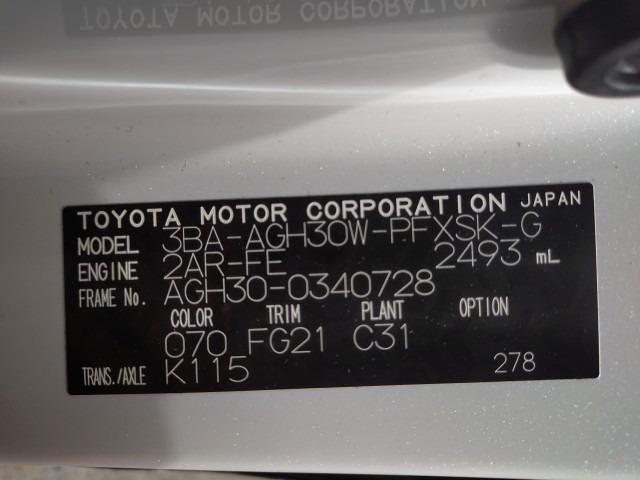 TOYOTA MOTOR CORPORATION JAPAN
MODEL 3BA-AGH30W-PFXSK-G
ENGINE 2AR-FE 2493 mL
FRAME No. AGH30-0340728
COLOR TRIM PLANT OPTION
070 FG21 C31
TRANS./AXLE K115 278